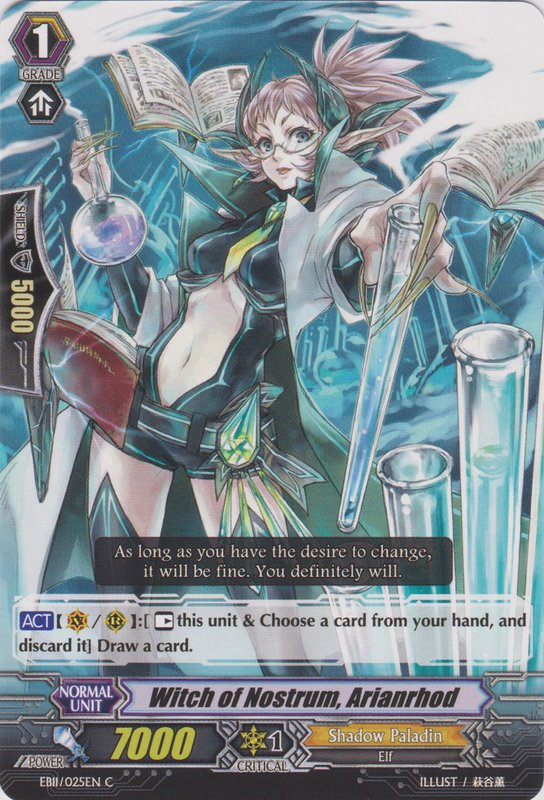 1
GRADE
SHIELD
5000
As long as you have the desire to change,
it will be fine. You definitely will.
ACT【 V / R 】:[ this unit & Choose a card from your hand, and
discard it] Draw a card.
NORMAL
UNIT
Witch of Nostrum, Arianrhod
POWER
7000
1
CRITICAL
Shadow Paladin
Elf
EB11/025EN C
ILLUST / 萩谷薫